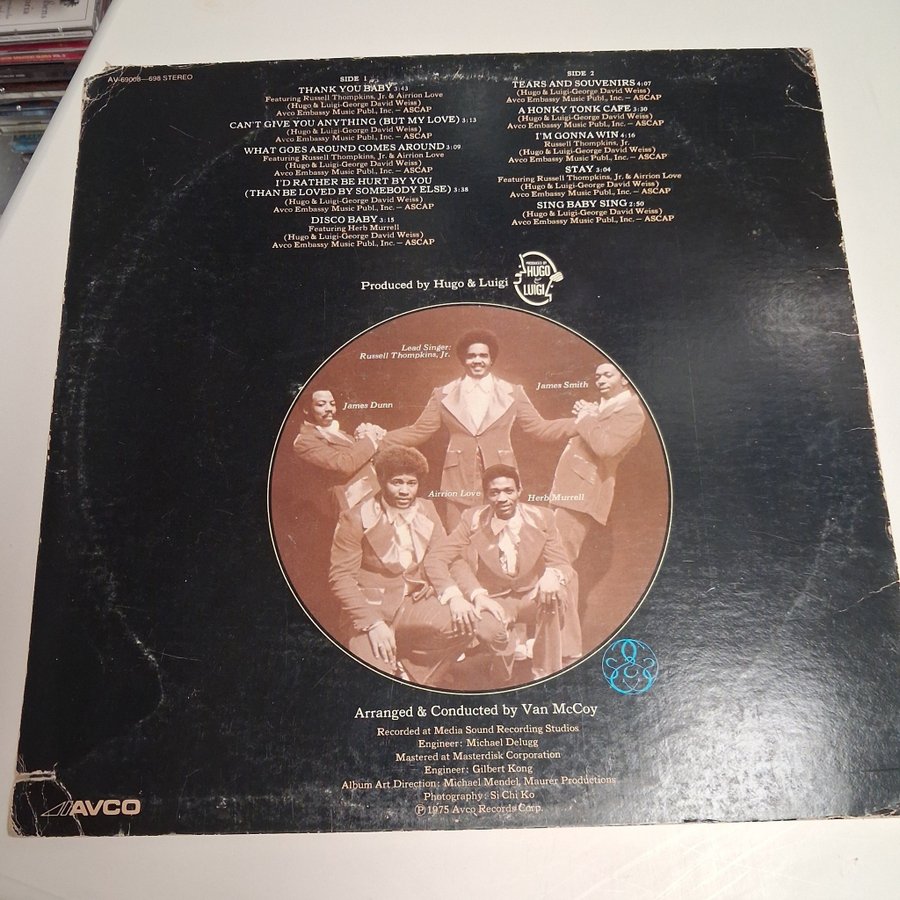 AV-69008—698 STEREO
SIDE 1
THANK YOU BABY 3:43
Featuring Russell Thompkins, Jr. & Airrion Love
(Hugo & Luigi-George David Weiss)
Avco Embassy Music Publ., Inc. — ASCAP
CAN'T GIVE YOU ANYTHING (BUT MY LOVE) 3:13
(Hugo & Luigi-George David Weiss)
Avco Embassy Music Publ., Inc. — ASCAP
WHAT GOES AROUND COMES AROUND 3:09
Featuring Russell Thompkins, Jr. & Airrion Love
(Hugo & Luigi-George David Weiss)
Avco Embassy Music Publ., Inc. — ASCAP
I'D RATHER BE HURT BY YOU
(THAN BE LOVED BY SOMEBODY ELSE) 3:38
(Hugo & Luigi-George David Weiss)
Avco Embassy Music Publ., Inc. — ASCAP
DISCO BABY 3:15
Featuring Herb Murrell
(Hugo & Luigi-George David Weiss)
Avco Embassy Music Publ., Inc. — ASCAP
SIDE 2
TEARS AND SOUVENIRS 4:07
(Hugo & Luigi-George David Weiss)
Avco Embassy Music Publ., Inc. — ASCAP
A HONKY TONK CAFE 3:30
(Hugo & Luigi-George David Weiss)
Avco Embassy Music Publ., Inc. — ASCAP
I'M GONNA WIN 4:16
Russell Thompkins, Jr.
(Hugo & Luigi-George David Weiss)
Avco Embassy Music Publ., Inc. — ASCAP
STAY 3:04
Featuring Russell Thompkins, Jr. & Airrion Love
(Hugo & Luigi-George David Weiss)
Avco Embassy Music Publ., Inc. — ASCAP
SING BABY SING 2:50
(Hugo & Luigi-George David Weiss)
Avco Embassy Music Publ., Inc. — ASCAP
Produced by Hugo & Luigi
PRODUCED BY
HUGO
&
LUIGI
Lead Singer:
Russell Thompkins, Jr.
James Smith
James Dunn
Airrion Love
Herb Murrell
Arranged & Conducted by Van McCoy
Recorded at Media Sound Recording Studios
Engineer: Michael Delugg
Mastered at Masterdisk Corporation
Engineer: Gilbert Kong
Album Art Direction: Michael Mendel, Maurer Productions
Photography: Si Chi Ko
℗ 1975 Avco Records Corp.
AVCO